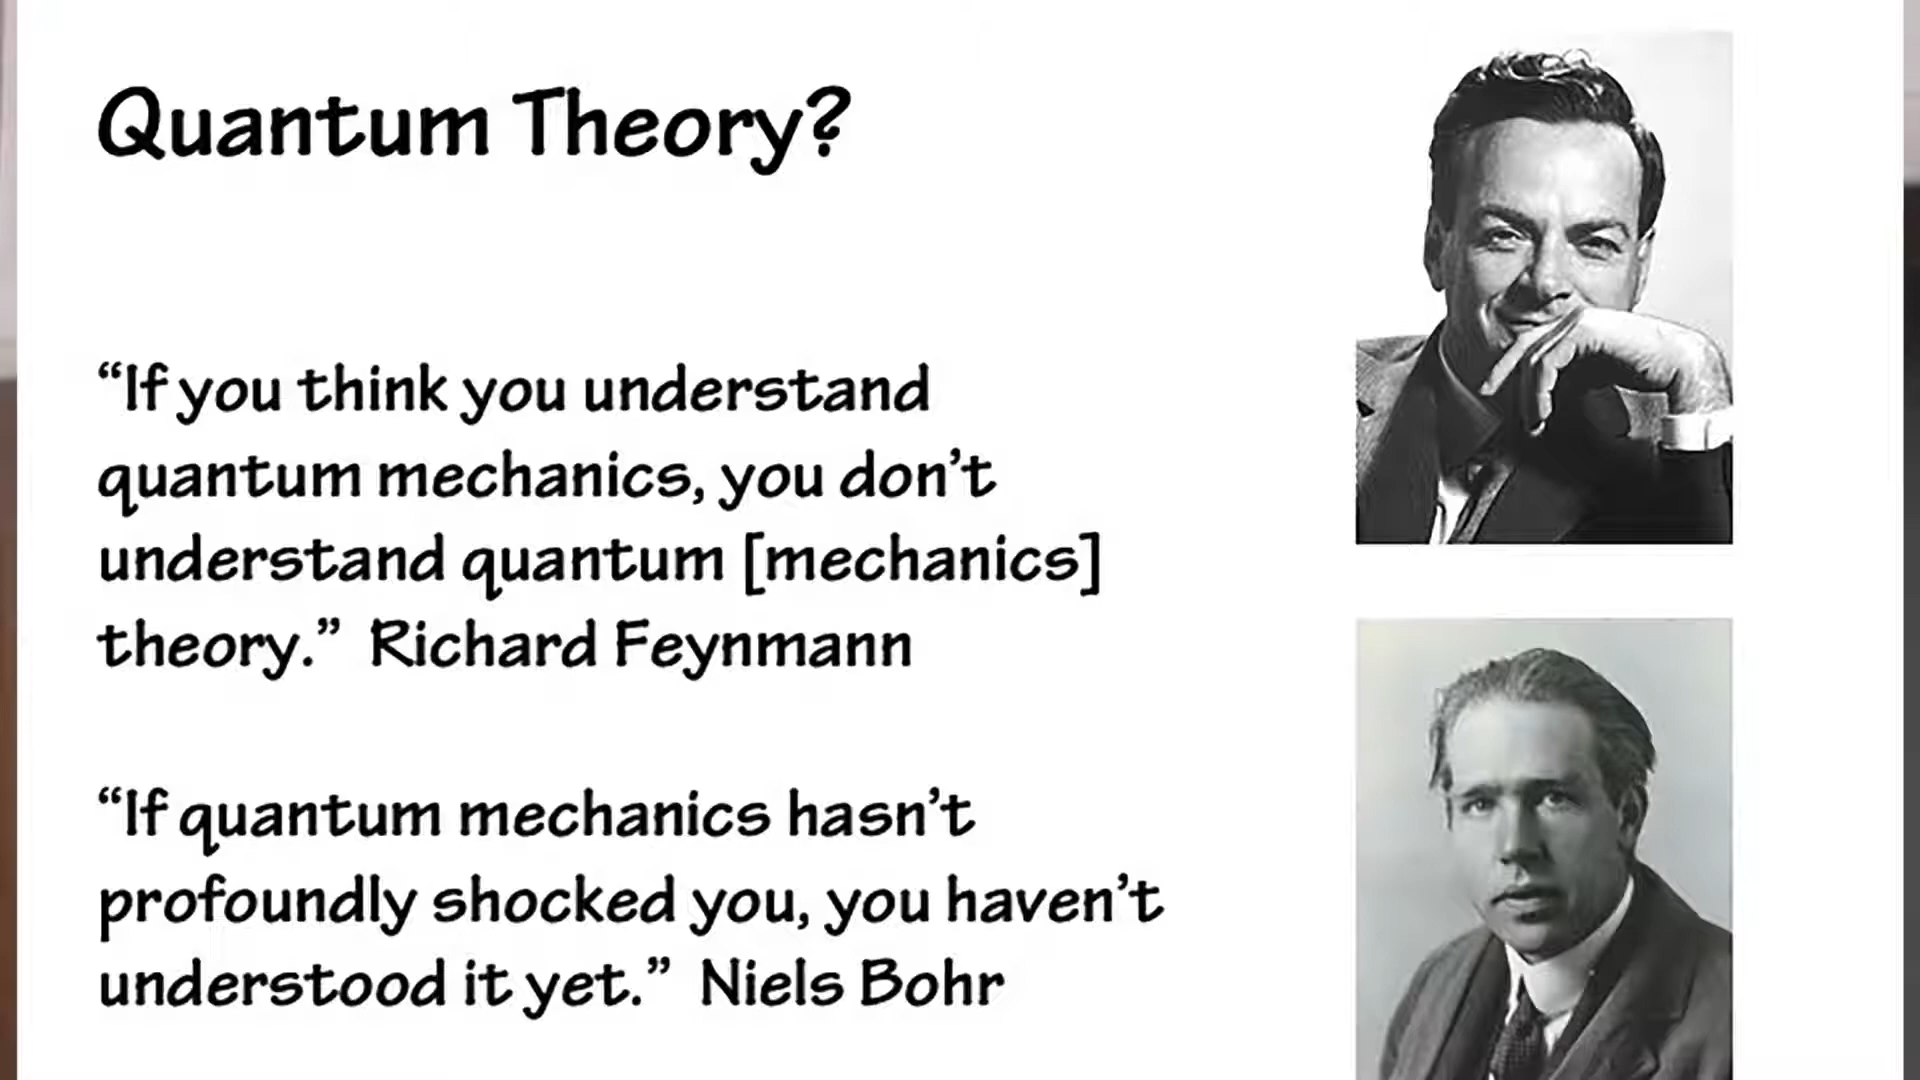 Quantum Theory?
“If you think you understand
quantum mechanics, you don’t
understand quantum [mechanics]
theory.” Richard Feynmann
“If quantum mechanics hasn’t
profoundly shocked you, you haven’t
understood it yet.” Niels Bohr